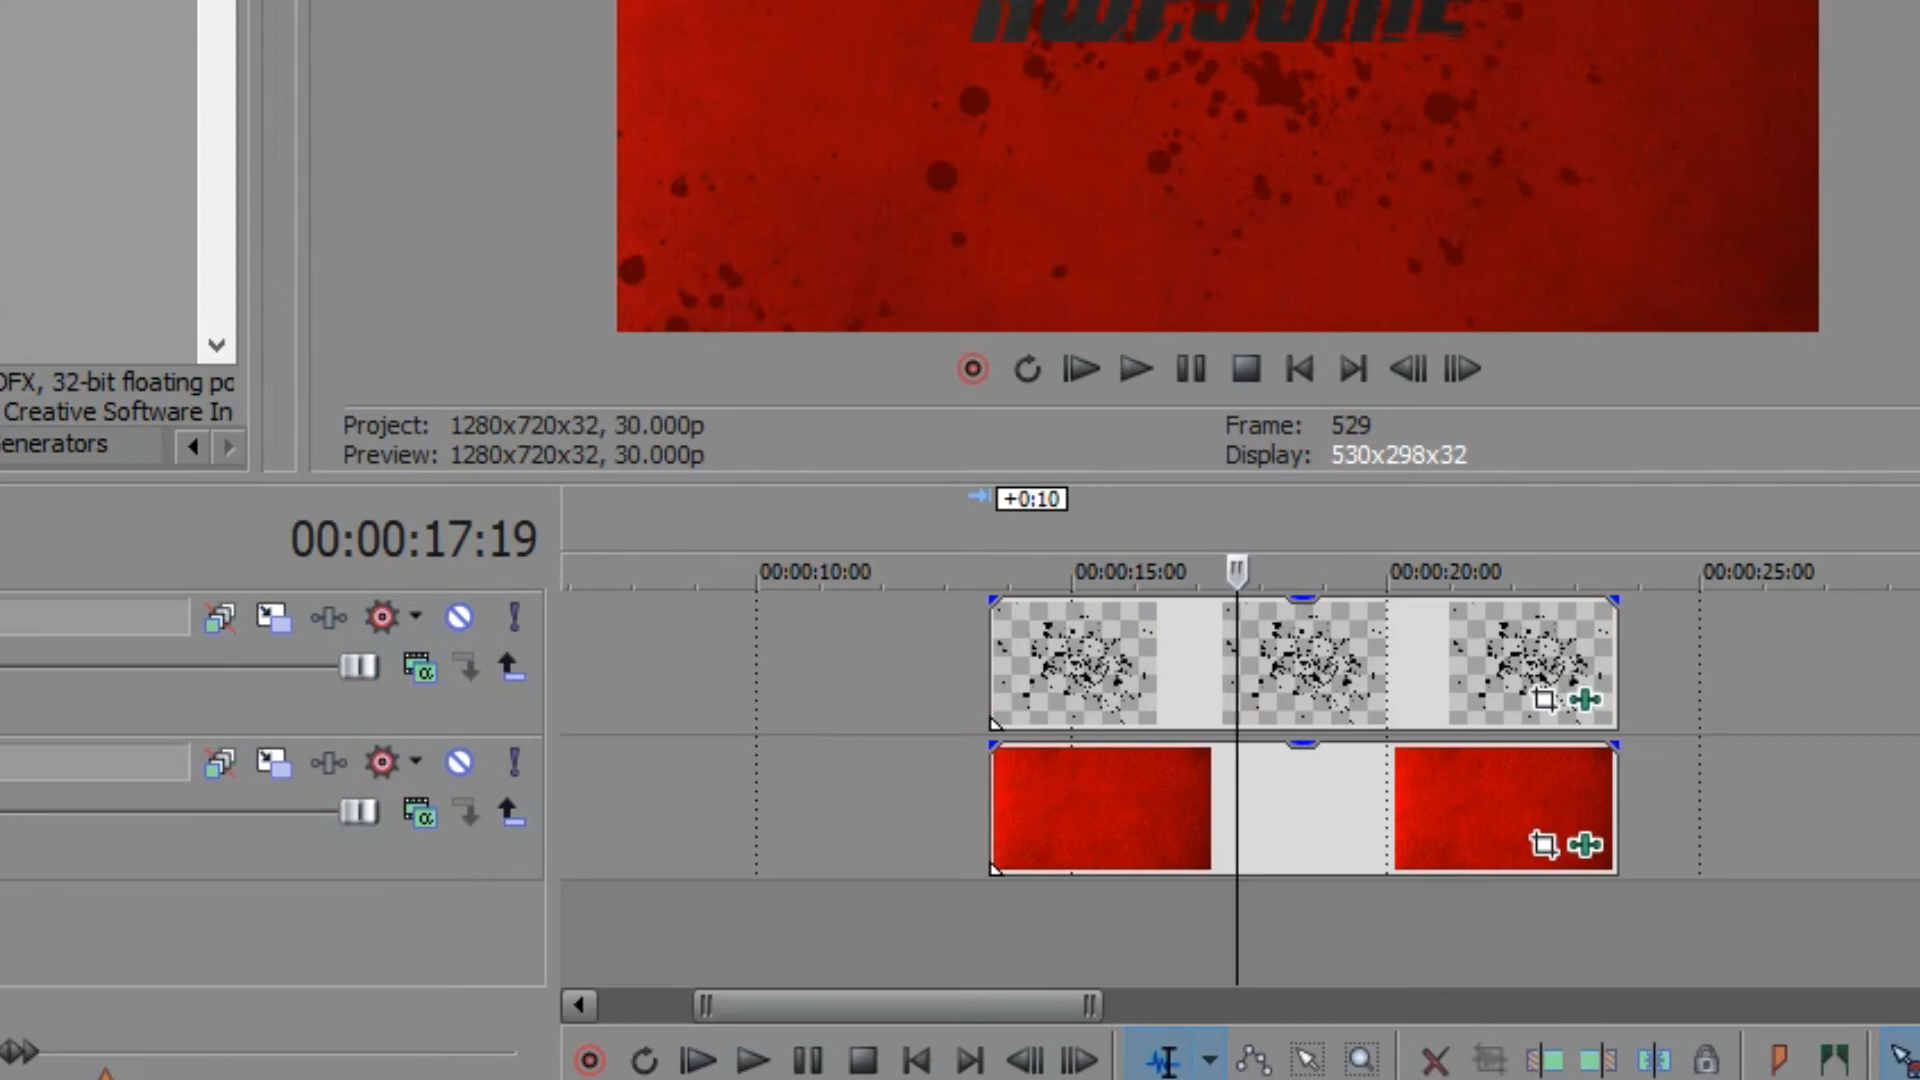 AWESOME
OFX, 32-bit floating po
Creative Software In
enerators
Project: 1280x720x32, 30.000p
Preview: 1280x720x32, 30.000p
Frame: 529
Display: 530x298x32
+0:10
00:00:17:19
00:00:10:00
00:00:15:00
00:00:20:00
00:00:25:00